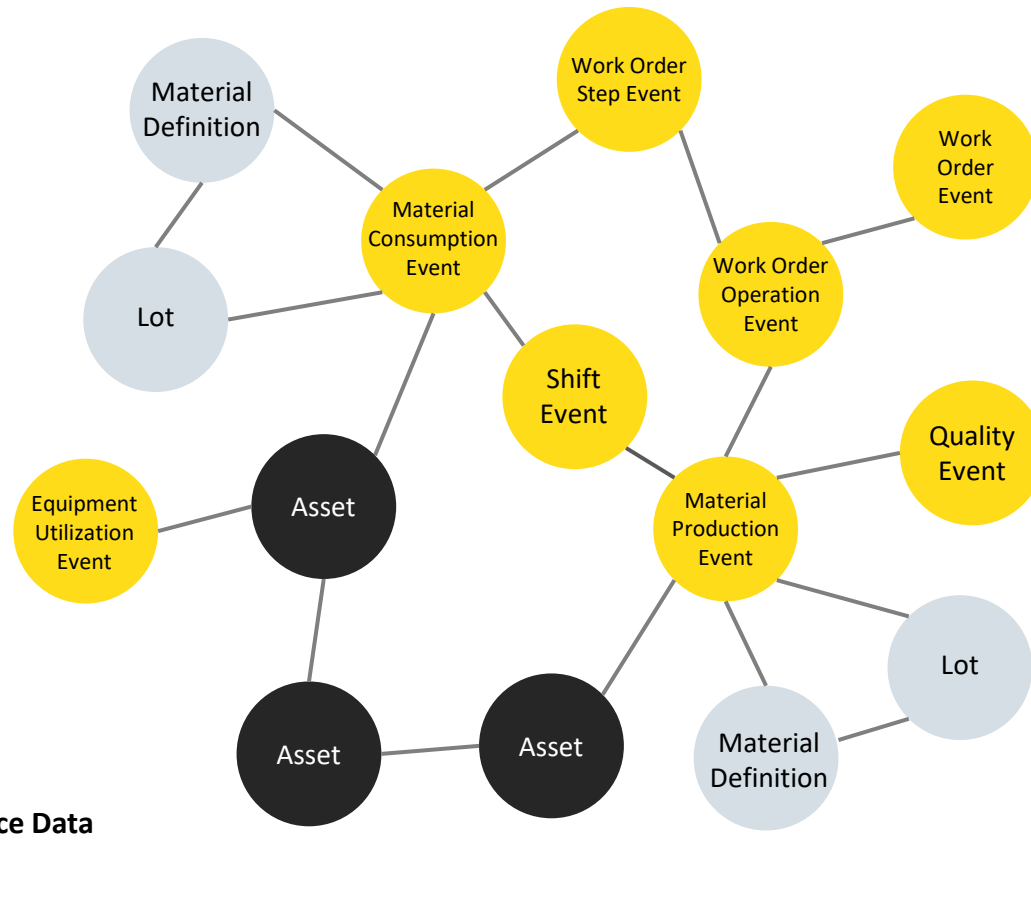 Work Order
Step Event
Material
Definition
Work
Order
Event
Material
Consumption
Event
Work Order
Operation
Event
Lot
Shift
Event
Quality
Event
Equipment
Utilization
Event
Asset
Material
Production
Event
Lot
Asset
Asset
Material
Definition
ce Data